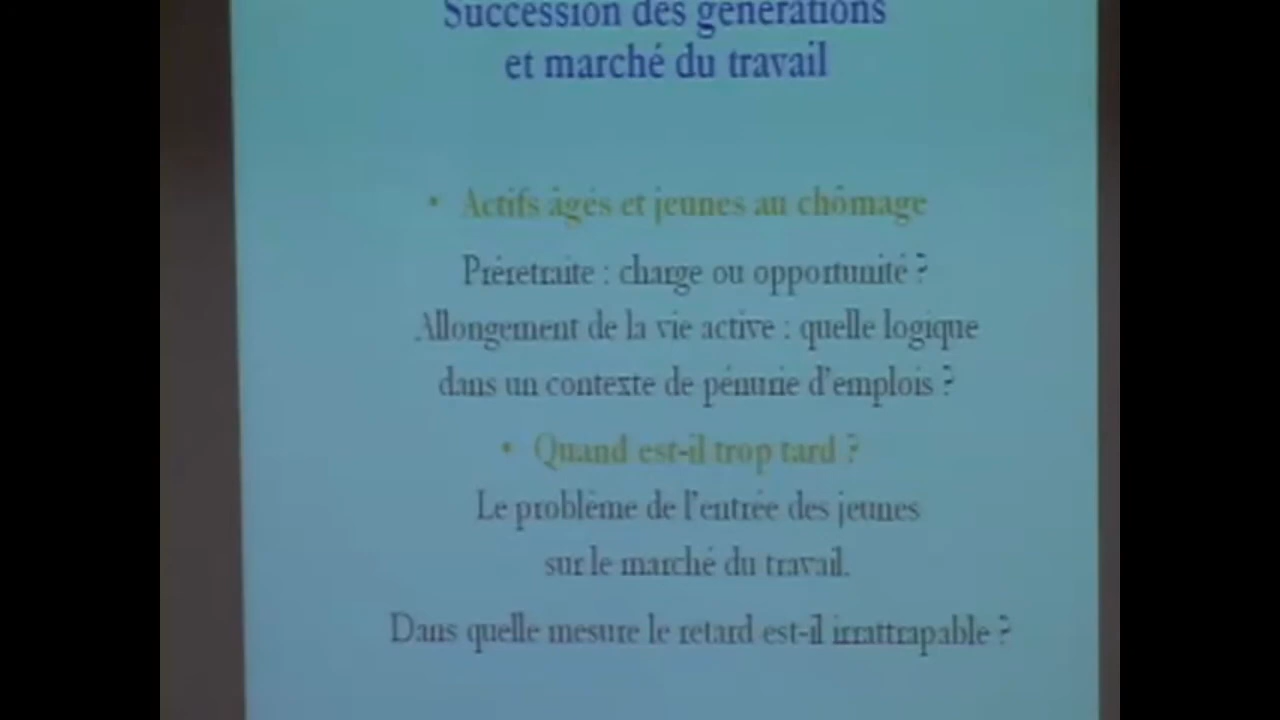 Succession des générations
et marché du travail
• Actifs âgés et jeunes au chômage
Préretraite : charge ou opportunité ?
Allongement de la vie active : quelle logique
dans un contexte de pénurie d'emplois ?
• Quand est-il trop tard ?
Le problème de l'entrée des jeunes
sur le marché du travail.
Dans quelle mesure le retard est-il irrattrapable ?